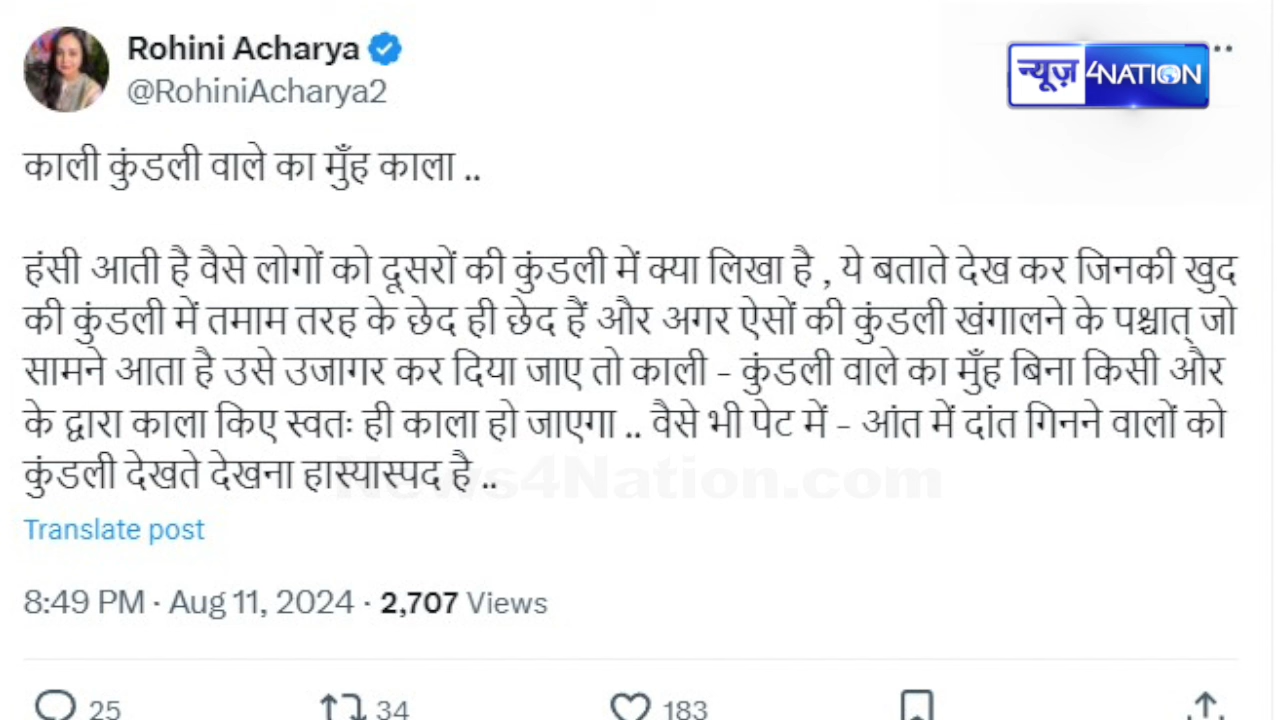 Rohini Acharya
@RohiniAcharya2
न्यूज़ 4NATION
काली कुंडली वाले का मुँह काला ..
हंसी आती है वैसे लोगों को दूसरों की कुंडली में क्या लिखा है , ये बताते देख कर जिनकी खुद
की कुंडली में तमाम तरह के छेद ही छेद हैं और अगर ऐसों की कुंडली खंगालने के पश्चात् जो
सामने आता है उसे उजागर कर दिया जाए तो काली - कुंडली वाले का मुँह बिना किसी और
के द्वारा काला किए स्वतः ही काला हो जाएगा .. वैसे भी पेट में - आंत में दांत गिनने वालों को
कुंडली देखते देखना हास्यास्पद है ..
News4Nation.com
Translate post
8:49 PM · Aug 11, 2024 · 2,707 Views
25 34 183